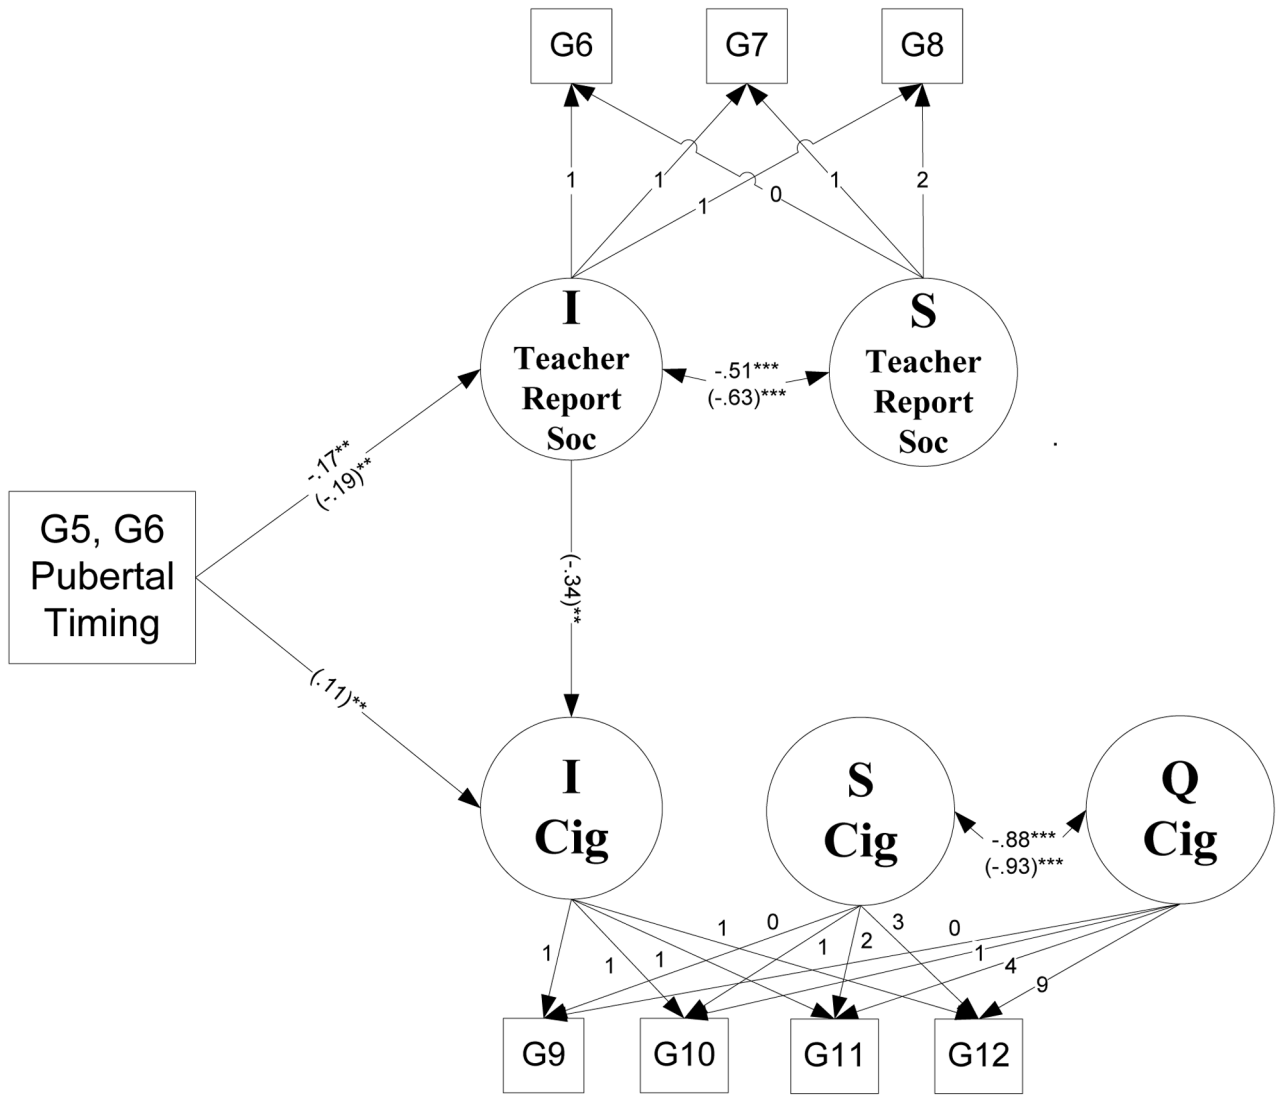 G6
G7
G8
1
1
1
0
1
2
I
Teacher
Report
Soc
S
Teacher
Report
Soc
-.51***
(-.63)***
-.17**
(-.19)**
G5, G6
Pubertal
Timing
(-.34)**
(.11)**
I
Cig
S
Cig
Q
Cig
-.88***
(-.93)***
1
1
1
1
0
1
2
3
0
1
4
9
G9
G10
G11
G12